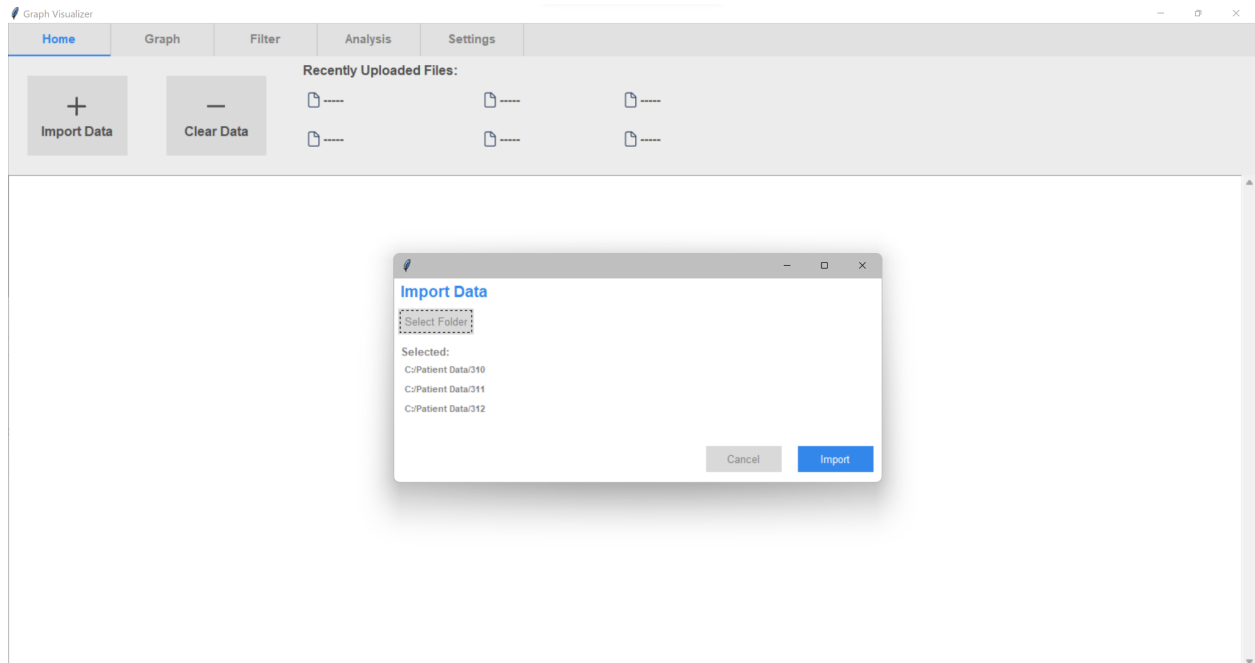 Graph Visualizer
Home Graph Filter Analysis Settings
Recently Uploaded Files:
----- ----- -----
Import Data Clear Data
----- ----- -----
Import Data
Select Folder
Selected:
C:/Patient Data/310
C:/Patient Data/311
C:/Patient Data/312
Cancel Import